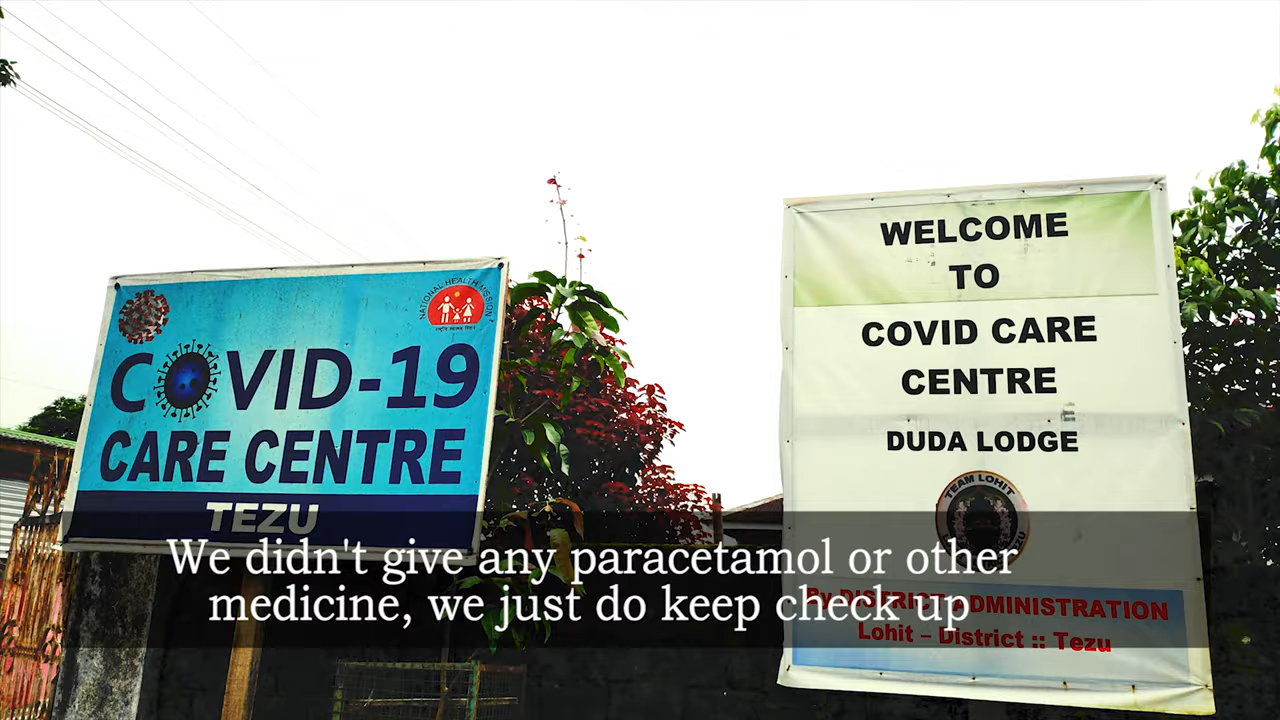 NATIONAL HEALTH MISSION
COVID-19
CARE CENTRE
TEZU
WELCOME
TO
COVID CARE
CENTRE
DUDA LODGE
TEAM LOHIT
By DISTRICT ADMINISTRATION
Lohit – District :: Tezu
We didn't give any paracetamol or other
medicine, we just do keep check up